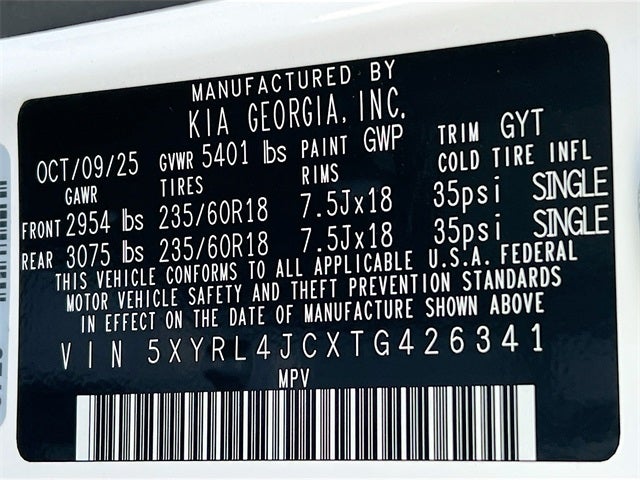 MANUFACTURED BY
KIA GEORGIA, INC.
OCT/09/25 GVWR 5401 lbs PAINT GWP TRIM GYT
GAWR TIRES RIMS COLD TIRE INFL
FRONT 2954 lbs 235/60R18 7.5Jx18 35psi SINGLE
REAR 3075 lbs 235/60R18 7.5Jx18 35psi SINGLE
THIS VEHICLE CONFORMS TO ALL APPLICABLE U.S.A. FEDERAL
MOTOR VEHICLE SAFETY AND THEFT PREVENTION STANDARDS
IN EFFECT ON THE DATE OF MANUFACTURE SHOWN ABOVE
VIN 5XYRL4JCXTG426341
MPV